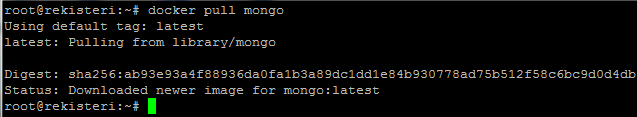 root@rekisteri:~# docker pull mongo
Using default tag: latest
latest: Pulling from library/mongo
Digest: sha256:ab93e93a4f88936da0fa1b3a89dc1dd1e84b930778ad75b512f58c6bc9d0d4db
Status: Downloaded newer image for mongo:latest
root@rekisteri:~#